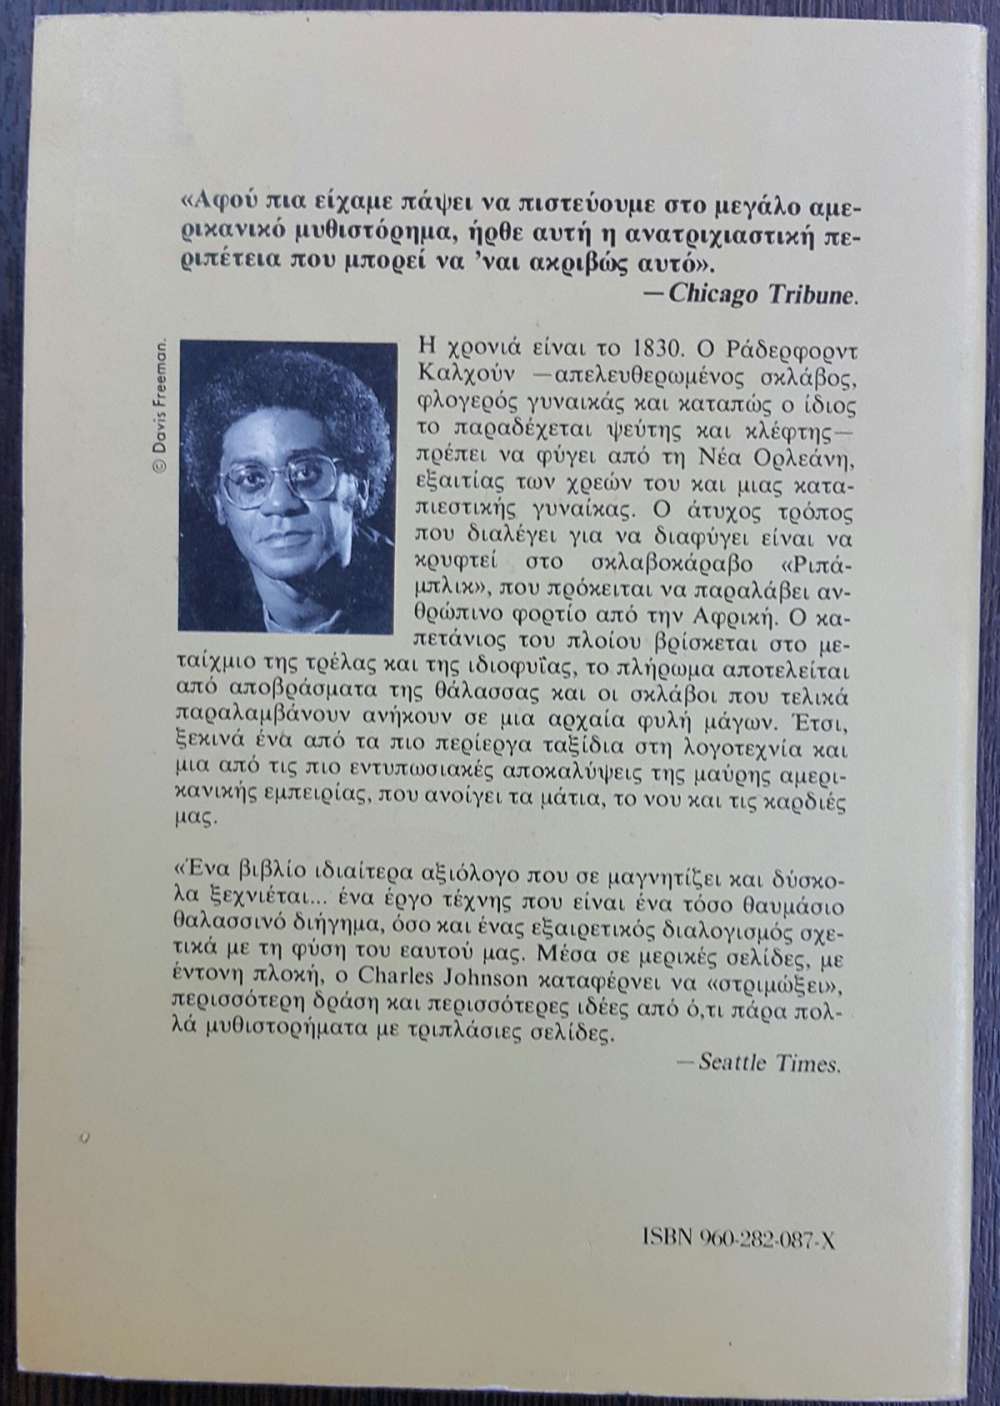 «Αφού πια είχαμε πάψει να πιστεύουμε στο μεγάλο αμε-
ρικανικό μυθιστόρημα, ήρθε αυτή η ανατριχιαστική πε-
ριπέτεια που μπορεί να 'ναι ακριβώς αυτό».
—Chicago Tribune.
© Davis Freeman.
Η χρονιά είναι το 1830. Ο Ράδερφορντ
Καλχούν —απελευθερωμένος σκλάβος,
φλογερός γυναικάς και καταπώς ο ίδιος
το παραδέχεται ψεύτης και κλέφτης—
πρέπει να φύγει από τη Νέα Ορλεάνη,
εξαιτίας των χρεών του και μιας κατα-
πιεστικής γυναίκας. Ο άτυχος τρόπος
που διαλέγει για να διαφύγει είναι να
κρυφτεί στο σκλαβοκάραβο «Ριπά-
μπλικ», που πρόκειται να παραλάβει αν-
θρώπινο φορτίο από την Αφρική. Ο κα-
πετάνιος του πλοίου βρίσκεται στο με-
ταίχμιο της τρέλας και της ιδιοφυΐας, το πλήρωμα αποτελείται
από αποβράσματα της θάλασσας και οι σκλάβοι που τελικά
παραλαμβάνουν ανήκουν σε μια αρχαία φυλή μάγων. Έτσι,
ξεκινά ένα από τα πιο περίεργα ταξίδια στη λογοτεχνία και
μια από τις πιο εντυπωσιακές αποκαλύψεις της μαύρης αμερι-
κανικής εμπειρίας, που ανοίγει τα μάτια, το νου και τις καρδιές
μας.
«Ένα βιβλίο ιδιαίτερα αξιόλογο που σε μαγνητίζει και δύσκο-
λα ξεχνιέται... ένα έργο τέχνης που είναι ένα τόσο θαυμάσιο
θαλασσινό διήγημα, όσο και ένας εξαιρετικός διαλογισμός σχε-
τικά με τη φύση του εαυτού μας. Μέσα σε μερικές σελίδες, με
έντονη πλοκή, ο Charles Johnson καταφέρνει να «στριμώξει»,
περισσότερη δράση και περισσότερες ιδέες από ό,τι πάρα πολ-
λά μυθιστορήματα με τριπλάσιες σελίδες.
—Seattle Times.
ISBN 960-282-087-X